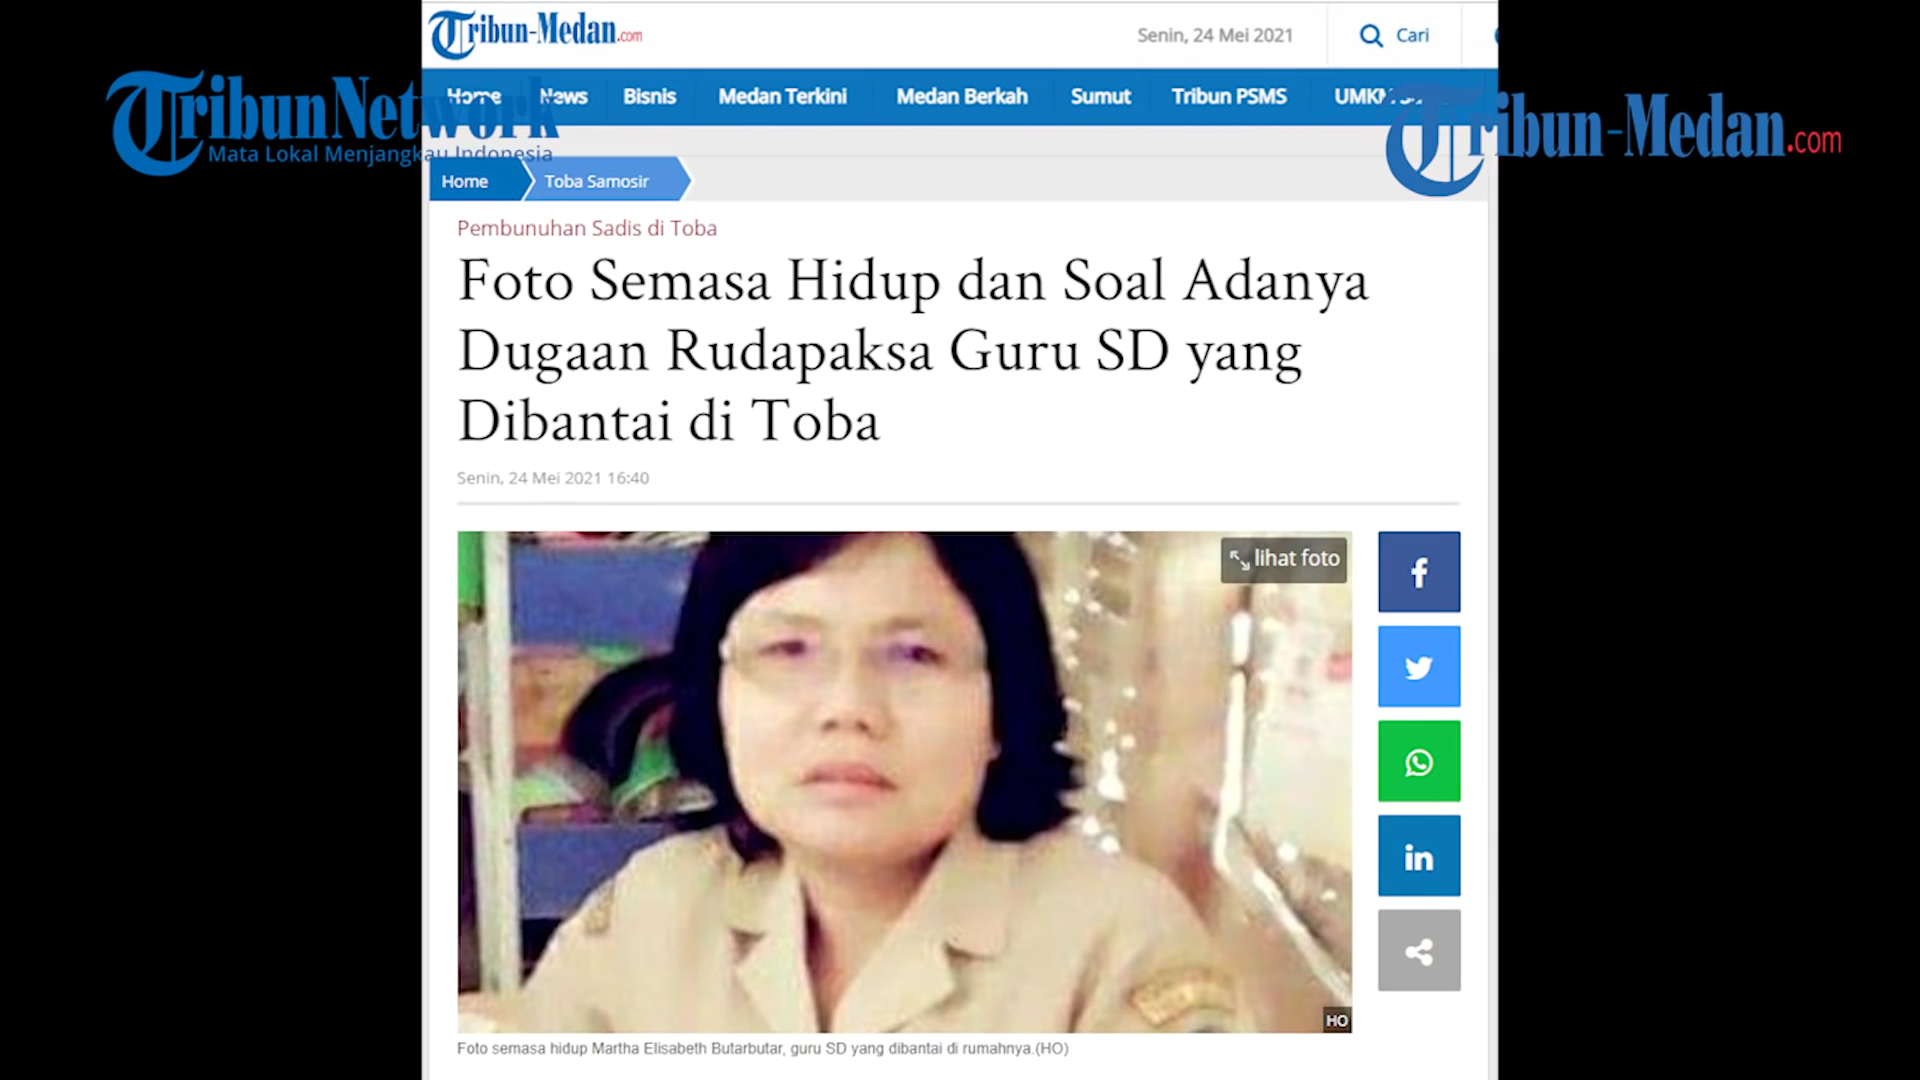 Tribun-Medan.com
Senin, 24 Mei 2021
Cari
TribunNetwork
Mata Lokal Menjangkau Indonesia
Home News Bisnis Medan Terkini Medan Berkah Sumut Tribun PSMS
Tribun-Medan.com
Home Toba Samosir
Pembunuhan Sadis di Toba
Foto Semasa Hidup dan Soal Adanya
Dugaan Rudapaksa Guru SD yang
Dibantai di Toba
Senin, 24 Mei 2021 16:40
lihat foto
HO
Foto semasa hidup Martha Elisabeth Butarbutar, guru SD yang dibantai di rumahnya.(HO)